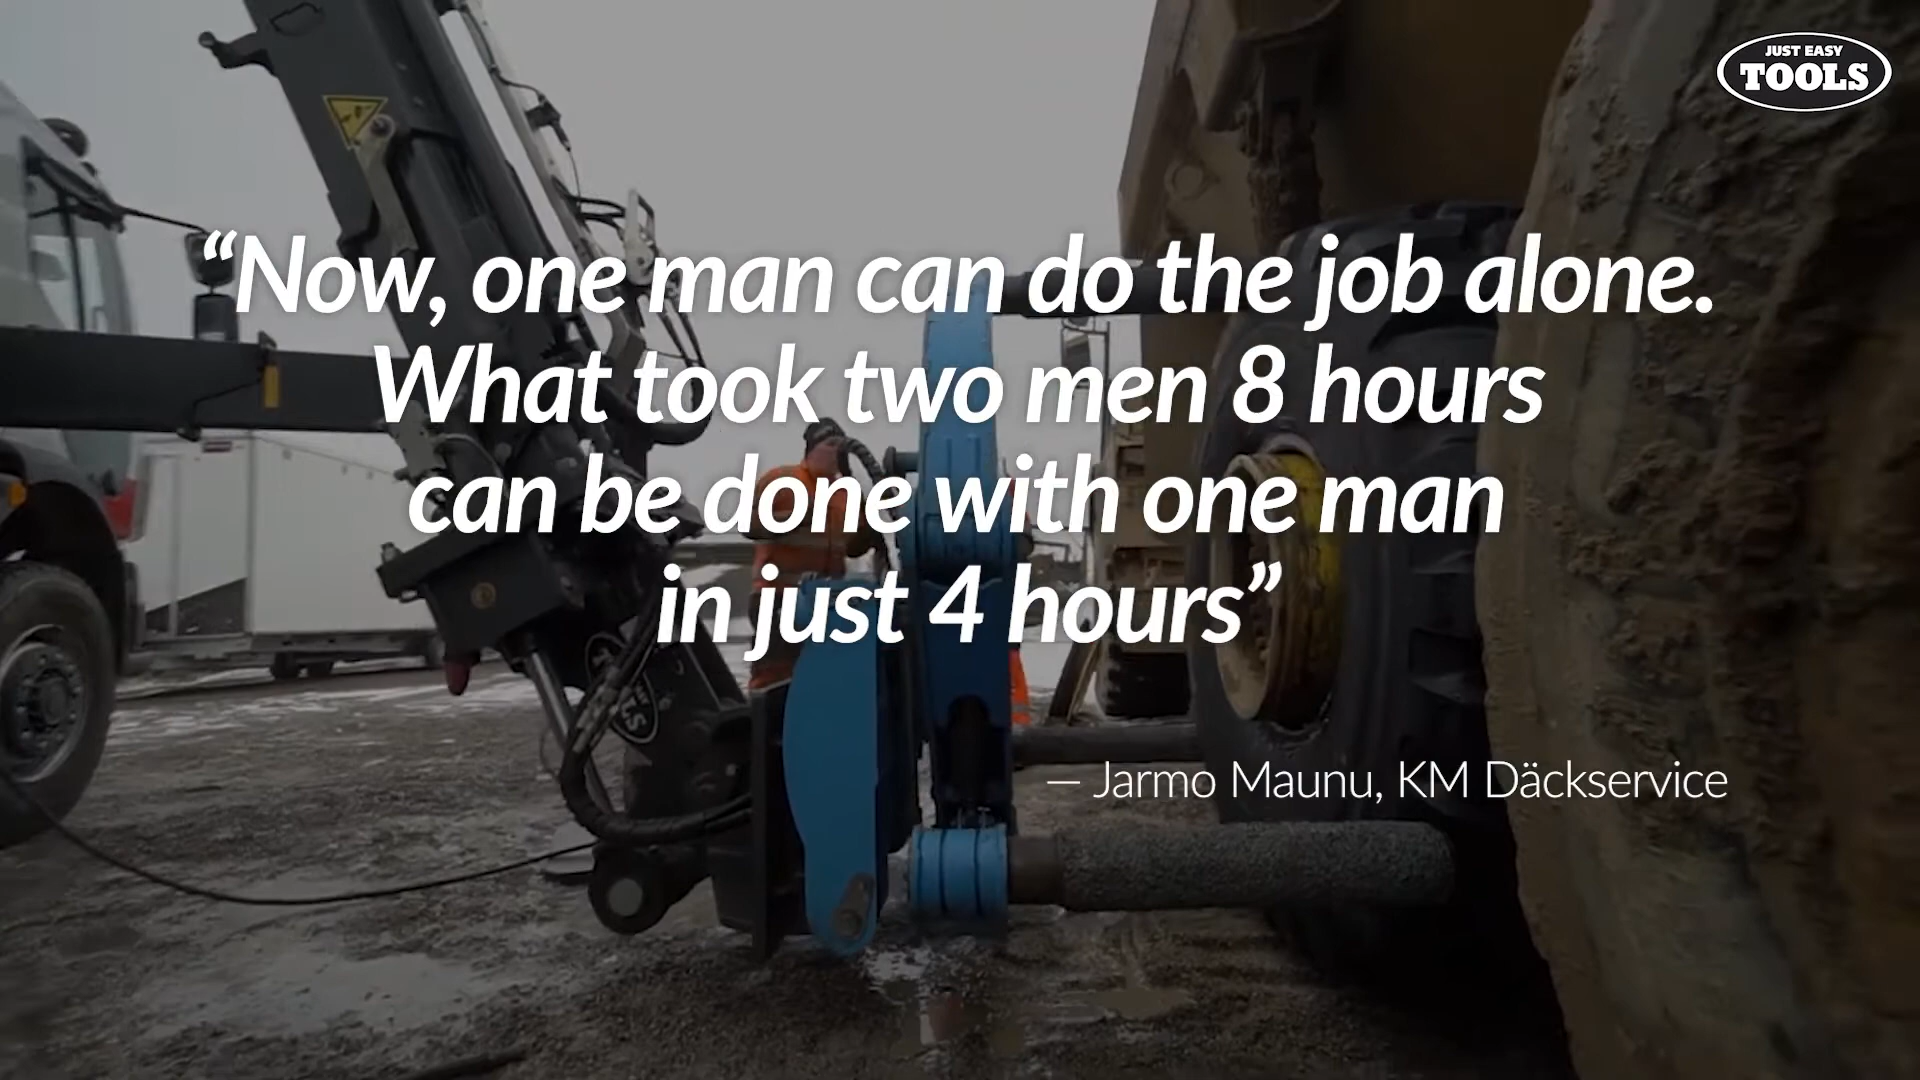 JUST EASY
TOOLS
“Now, one man can do the job alone.
What took two men 8 hours
can be done with one man
in just 4 hours”
— Jarmo Maunu, KM Däckservice